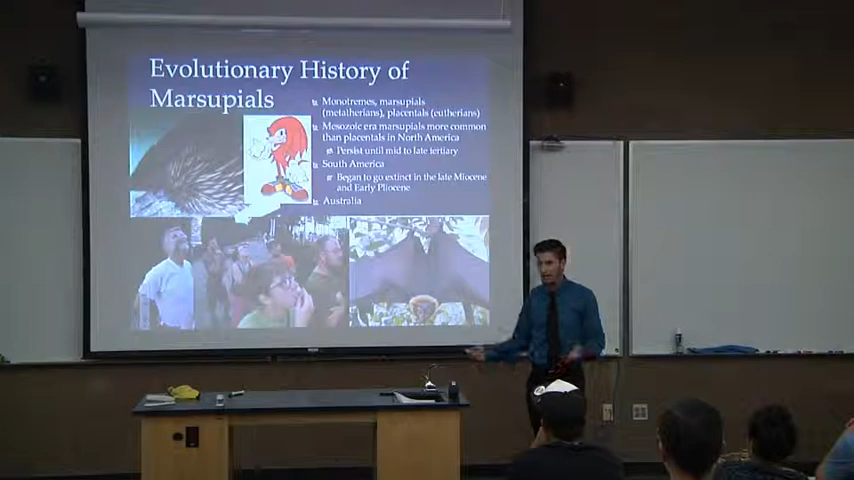 Evolutionary History of
Marsupials
Monotremes, marsupials
(metatherians), placentals (eutherians)
Mesozoic era marsupials more common
than placentals in North America
Persist until mid to late tertiary
South America
Began to go extinct in the late Miocene
and Early Pliocene
Australia